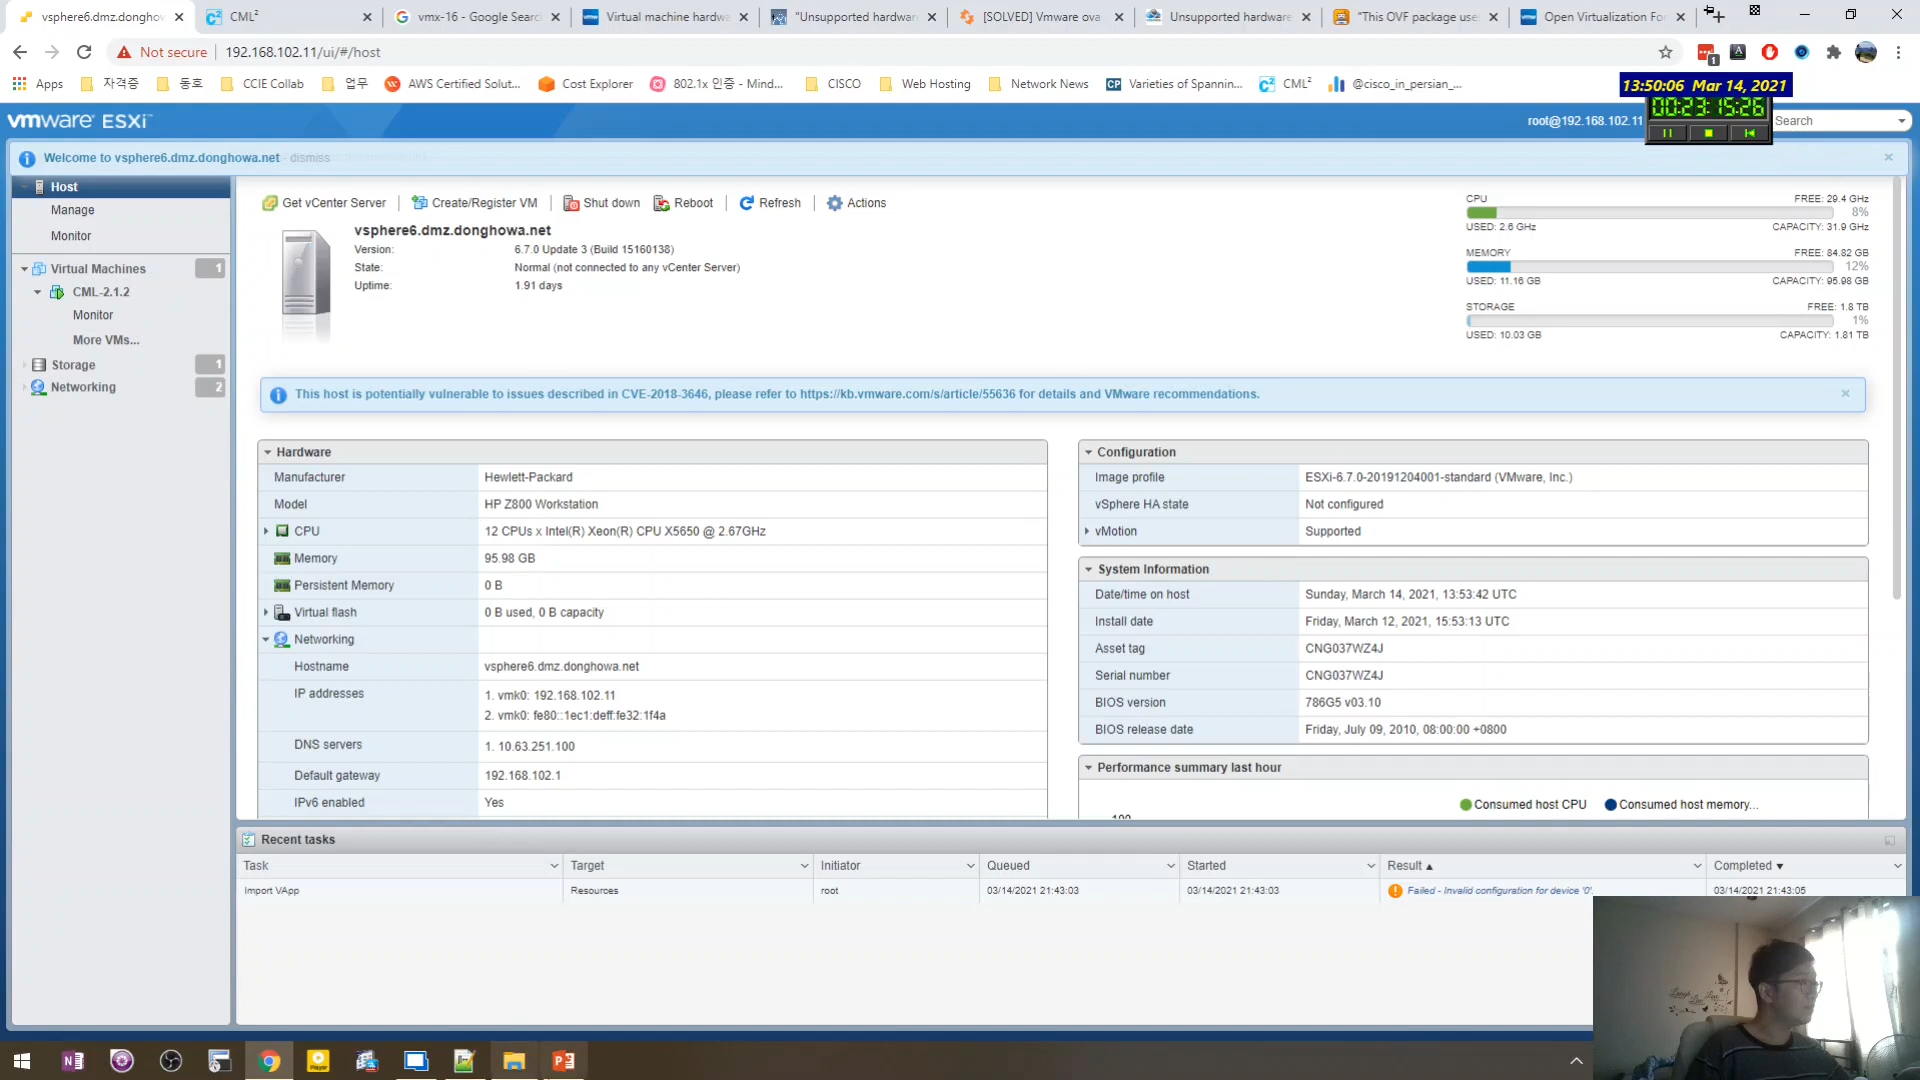 vsphere6.dmz.donghow
CML²
vmx-16 - Google Searc
Virtual machine hardwa
"Unsupported hardwar
[SOLVED] Vmware ova
Unsupported hardware
"This OVF package use
Open Virtualization Fo
Not secure
192.168.102.11/ui/#/host
Apps
자격증
동호
CCIE Collab
업무
AWS Certified Solut...
Cost Explorer
802.1x 인증 - Mind...
CISCO
Web Hosting
Network News
Varieties of Spannin...
CML²
@cisco_in_persian_...
13:50:06 Mar 14, 2021
00:23:15:26
vmware ESXi™
root@192.168.102.11
Search
Welcome to vsphere6.dmz.donghowa.net - dismiss
Host
Manage
Monitor
Virtual Machines 1
CML-2.1.2
Monitor
More VMs...
Storage 1
Networking 2
Get vCenter Server
Create/Register VM
Shut down
Reboot
Refresh
Actions
vsphere6.dmz.donghowa.net
Version: 6.7.0 Update 3 (Build 15160138)
State: Normal (not connected to any vCenter Server)
Uptime: 1.91 days
CPU FREE: 29.4 GHz
8%
USED: 2.6 GHz CAPACITY: 31.9 GHz
MEMORY FREE: 84.82 GB
12%
USED: 11.16 GB CAPACITY: 95.98 GB
STORAGE FREE: 1.8 TB
1%
USED: 10.03 GB CAPACITY: 1.81 TB
This host is potentially vulnerable to issues described in CVE-2018-3646, please refer to https://kb.vmware.com/s/article/55636 for details and VMware recommendations.
Hardware
Manufacturer Hewlett-Packard
Model HP Z800 Workstation
CPU 12 CPUs x Intel(R) Xeon(R) CPU X5650 @ 2.67GHz
Memory 95.98 GB
Persistent Memory 0 B
Virtual flash 0 B used, 0 B capacity
Networking
Hostname vsphere6.dmz.donghowa.net
IP addresses 1. vmk0: 192.168.102.11
2. vmk0: fe80::1ec1:deff:fe32:1f4a
DNS servers 1. 10.63.251.100
Default gateway 192.168.102.1
IPv6 enabled Yes
Configuration
Image profile ESXi-6.7.0-20191204001-standard (VMware, Inc.)
vSphere HA state Not configured
vMotion Supported
System Information
Date/time on host Sunday, March 14, 2021, 13:53:42 UTC
Install date Friday, March 12, 2021, 15:53:13 UTC
Asset tag CNG037WZ4J
Serial number CNG037WZ4J
BIOS version 786G5 v03.10
BIOS release date Friday, July 09, 2010, 08:00:00 +0800
Performance summary last hour
Consumed host CPU
Consumed host memory...
100
Recent tasks
Task Target Initiator Queued Started Result Completed
Import VApp Resources root 03/14/2021 21:43:03 03/14/2021 21:43:03 Failed - Invalid configuration for device '0'. 03/14/2021 21:43:05